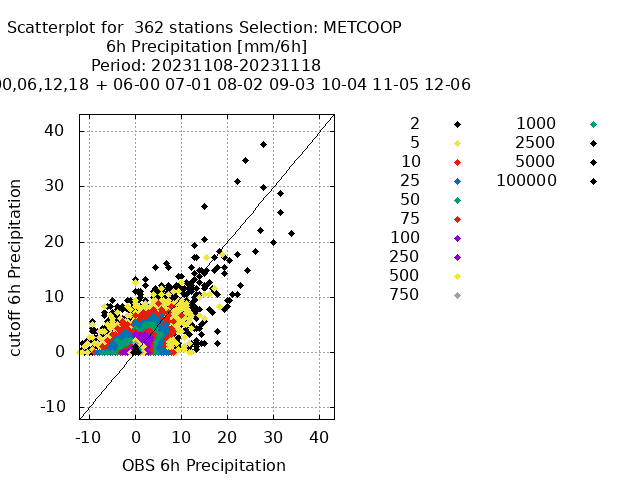 Scatterplot for 362 stations Selection: METCOOP
6h Precipitation [mm/6h]
Period: 20231108-20231118
00,06,12,18 + 06-00 07-01 08-02 09-03 10-04 11-05 12-06
40
30
20
10
0
-10
-10 0 10 20 30 40
cutoff 6h Precipitation
OBS 6h Precipitation
2
5
10
25
50
75
100
250
500
750
1000
2500
5000
100000